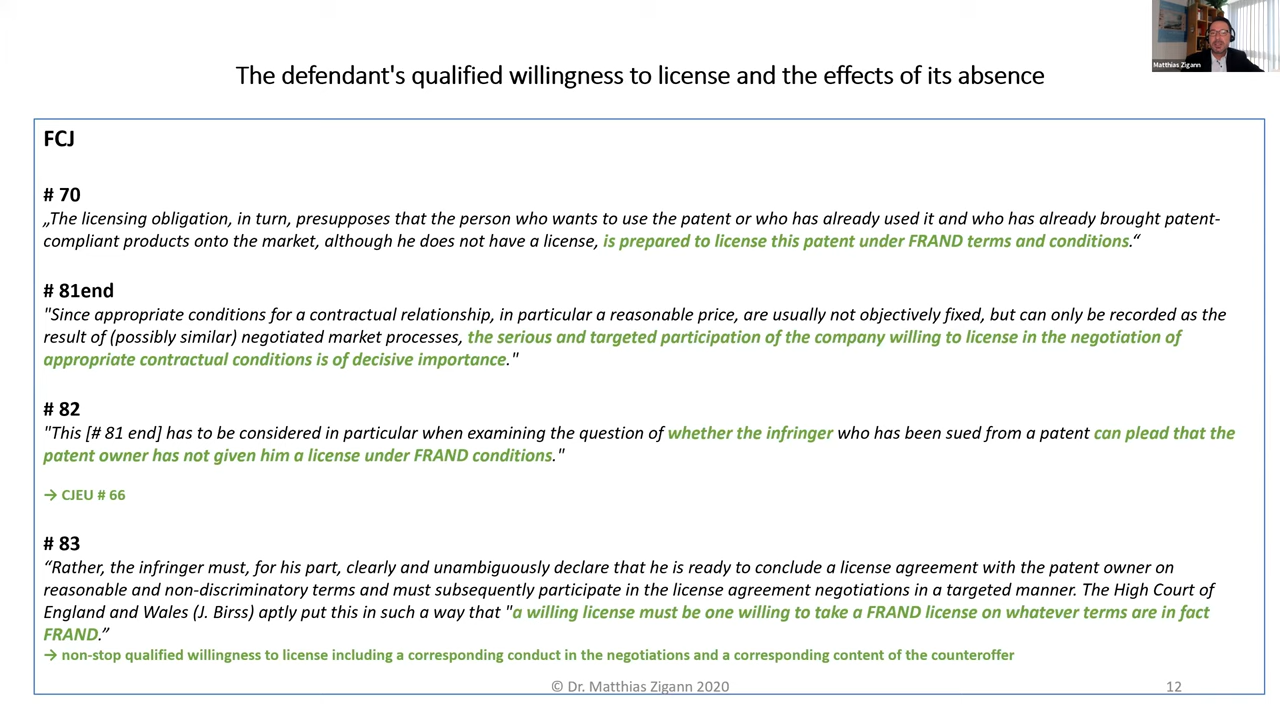 Matthias Zigann
The defendant's qualified willingness to license and the effects of its absence
FCJ
# 70
„The licensing obligation, in turn, presupposes that the person who wants to use the patent or who has already used it and who has already brought patent-
compliant products onto the market, although he does not have a license, is prepared to license this patent under FRAND terms and conditions.“
# 81end
"Since appropriate conditions for a contractual relationship, in particular a reasonable price, are usually not objectively fixed, but can only be recorded as the
result of (possibly similar) negotiated market processes, the serious and targeted participation of the company willing to license in the negotiation of
appropriate contractual conditions is of decisive importance."
# 82
"This [# 81 end] has to be considered in particular when examining the question of whether the infringer who has been sued from a patent can plead that the
patent owner has not given him a license under FRAND conditions."
→ CJEU # 66
# 83
“Rather, the infringer must, for his part, clearly and unambiguously declare that he is ready to conclude a license agreement with the patent owner on
reasonable and non-discriminatory terms and must subsequently participate in the license agreement negotiations in a targeted manner. The High Court of
England and Wales (J. Birss) aptly put this in such a way that "a willing license must be one willing to take a FRAND license on whatever terms are in fact
FRAND.”
→ non-stop qualified willingness to license including a corresponding conduct in the negotiations and a corresponding content of the counteroffer
© Dr. Matthias Zigann 2020
12